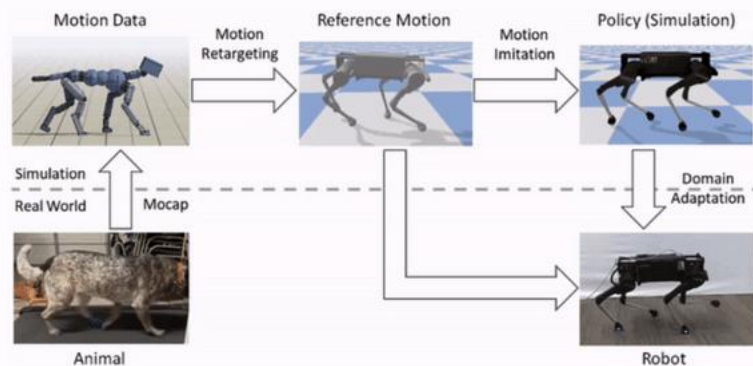 Motion Data
Motion
Retargeting
Reference Motion
Motion
Imitation
Policy (Simulation)
Simulation
Real World
Mocap
Domain
Adaptation
Animal
Robot